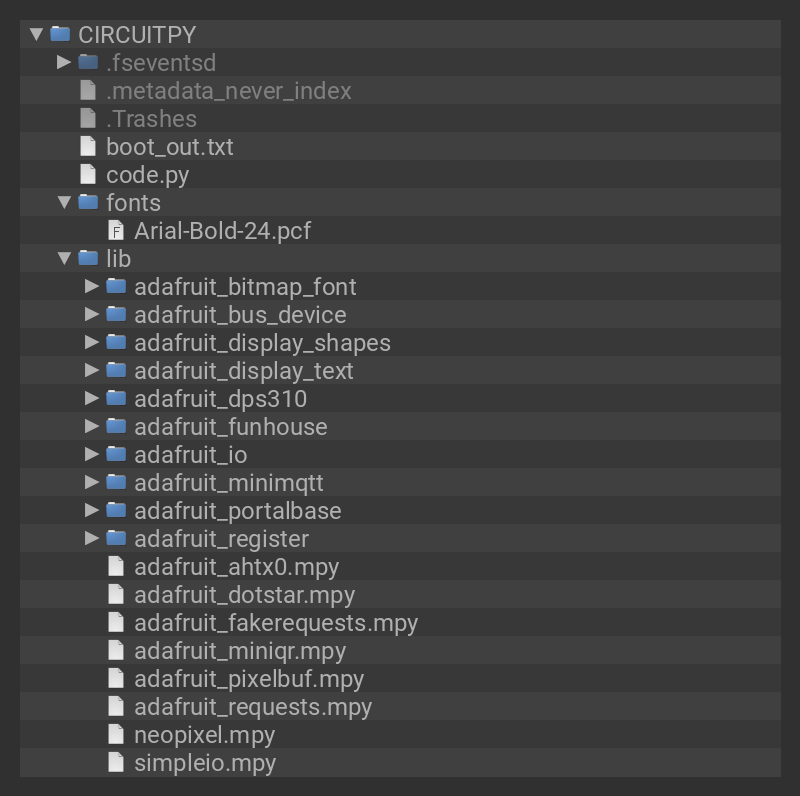 CIRCUITPY
.fseventsd
.metadata_never_index
.Trashes
boot_out.txt
code.py
fonts
F Arial-Bold-24.pcf
lib
adafruit_bitmap_font
adafruit_bus_device
adafruit_display_shapes
adafruit_display_text
adafruit_dps310
adafruit_funhouse
adafruit_io
adafruit_minimqtt
adafruit_portalbase
adafruit_register
adafruit_ahtx0.mpy
adafruit_dotstar.mpy
adafruit_fakerequests.mpy
adafruit_miniqr.mpy
adafruit_pixelbuf.mpy
adafruit_requests.mpy
neopixel.mpy
simpleio.mpy